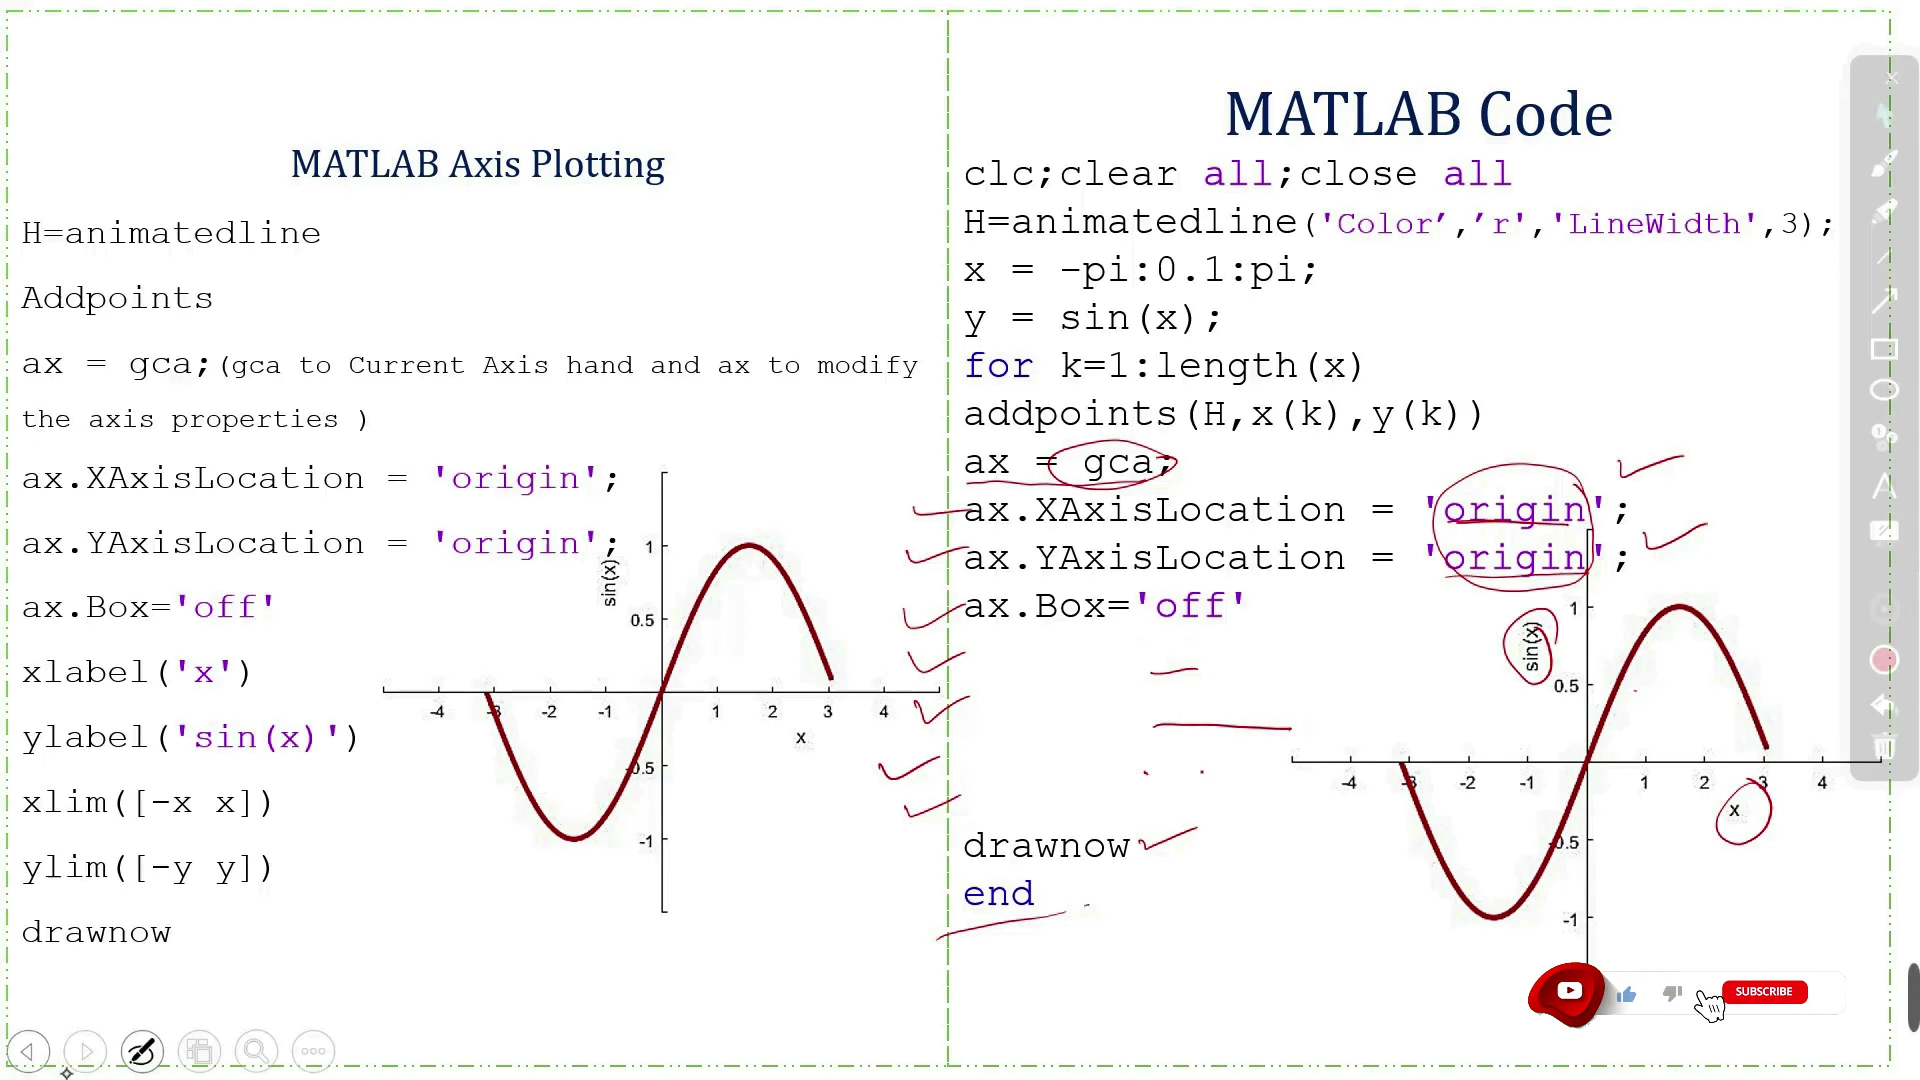 MATLAB Axis Plotting
H=animatedline
Addpoints
ax = gca;(gca to Current Axis hand and ax to modify
the axis properties )
ax.XAxisLocation = 'origin';
ax.YAxisLocation = 'origin';
ax.Box='off'
xlabel('x')
ylabel('sin(x)')
xlim([-x x])
ylim([-y y])
drawnow
sin(x)
1
0.5
-4 -3 -2 -1 1 2 3 4
x
-0.5
-1
MATLAB Code
clc;clear all;close all
H=animatedline('Color’,’r','LineWidth',3);
x = -pi:0.1:pi;
y = sin(x);
for k=1:length(x)
addpoints(H,x(k),y(k))
ax = gca;
ax.XAxisLocation = 'origin';
ax.YAxisLocation = 'origin';
ax.Box='off'
drawnow
end
sin(x)
1
0.5
-4 -3 -2 -1 1 2 3 4
x
-0.5
-1
SUBSCRIBE